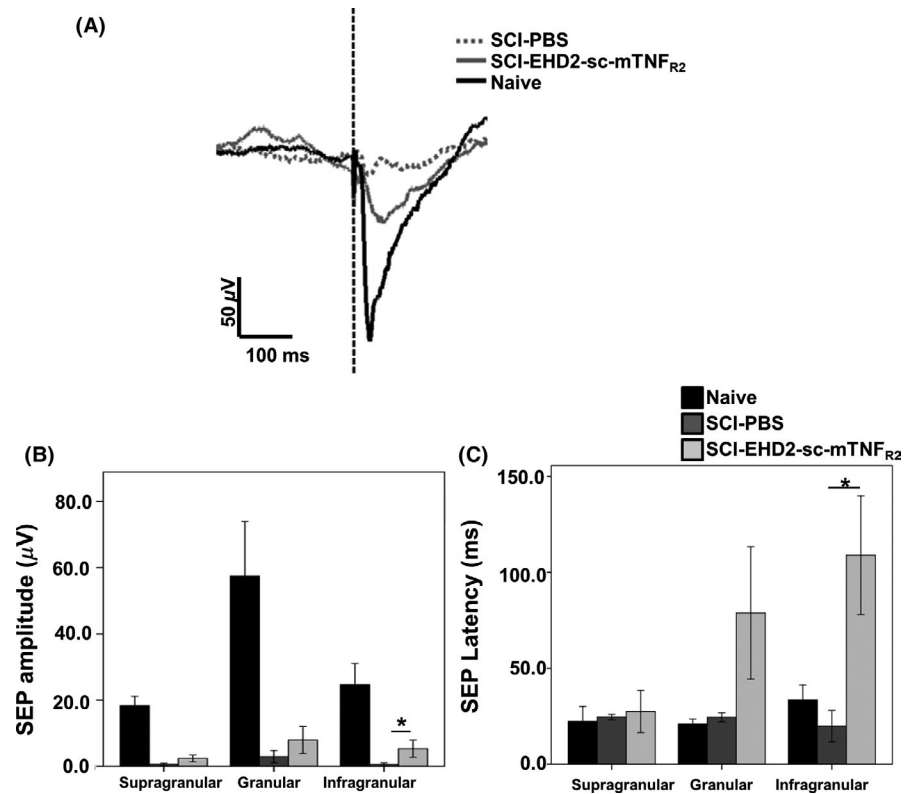 (A)
SCI-PBS
SCI-EHD2-sc-mTNFR2
Naive
50 µV
100 ms
Naive
SCI-PBS
SCI-EHD2-sc-mTNFR2
(B)
SEP amplitude (µV)
80.0
60.0
40.0
20.0
0.0
*
Supragranular Granular Infragranular
(C)
SEP Latency (ms)
150.0
100.0
50.0
0.0
*
Supragranular Granular Infragranular